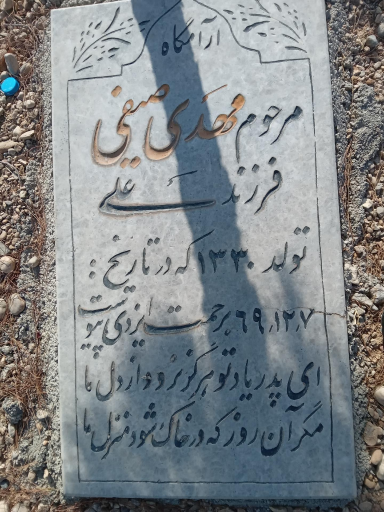 آرامگاه
مرحوم مهدی صیفی
فرزند علی
تولد ۱۳۳۰ که در تاریخ :
۶۹،۱۲،۷ برحمت ایزدی پیوست
ای پدر یاد تو هرگز نرود از دل ما
مگر آن روز که در خاک شود منزل ما